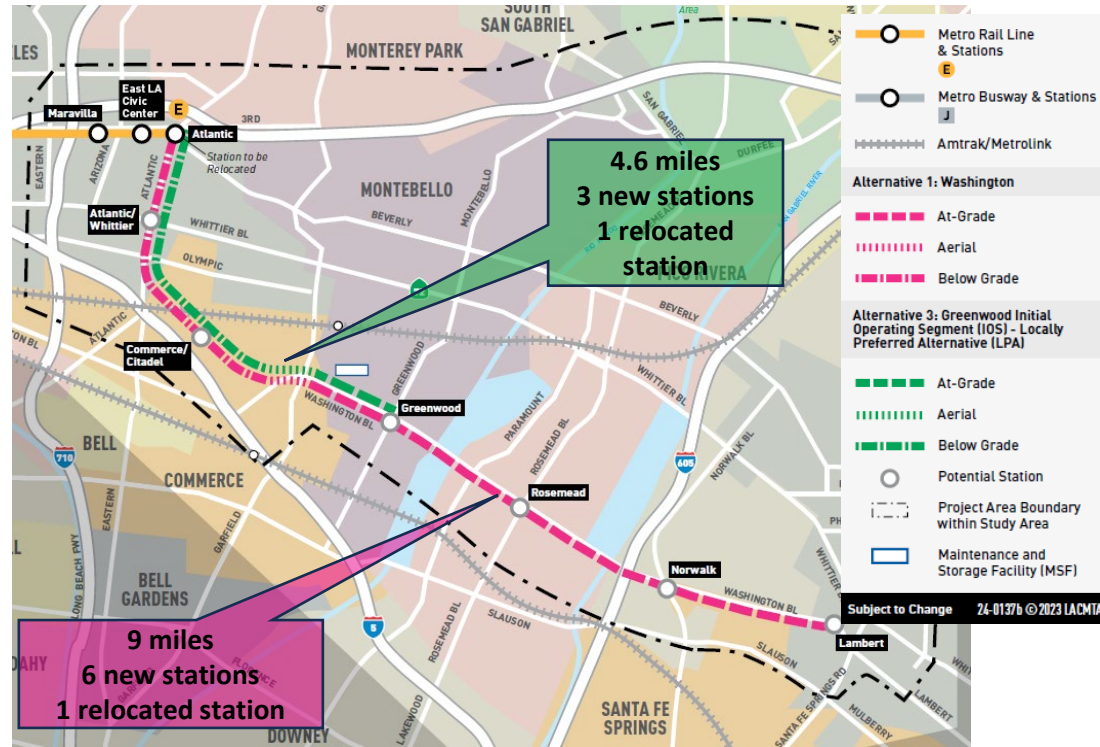 SOUTH
SAN GABRIEL
Area
LES
MONTEREY PARK
East LA
Civic
Center
Maravilla
E
Atlantic
3RD
SAN GABRIEL
Station to be
Relocated
EASTERN
ARIZONA
ATLANTIC
DURFEE
MONTEBELLO
MONTEBELLO
4.6 miles
3 new stations
1 relocated
station
SAN GABRIEL RIVER
Atlantic/
Whittier
WHITTIER BL
BEVERLY
OLYMPIC
PICO RIVERA
BEVERLY
ATLANTIC
Commerce/
Citadel
GREENWOOD
WHITTIER BL
WASHINGTON BL
Greenwood
PARAMOUNT
ROSEMEAD BL
NORWALK BL
BELL
710
COMMERCE
605
Rosemead
EASTERN
GARFIELD
LONG BEACH FWY
BELL
GARDENS
Norwalk
WASHINGTON BL
SLAUSON
Lambert
5
ROSEMEAD BL
SLAUSON
9 miles
6 new stations
1 relocated station
FLORENCE
GARFIELD
LAKEWOOD
SANTA FE
SPRINGS
SANTA FE SPRINGS RD
MULBERRY
LAMBERT
DOWNEY
Metro Rail Line
& Stations
E
Metro Busway & Stations
J
Amtrak/Metrolink
Alternative 1: Washington
At-Grade
Aerial
Below Grade
Alternative 3: Greenwood Initial
Operating Segment (IOS) - Locally
Preferred Alternative (LPA)
At-Grade
Aerial
Below Grade
Potential Station
Project Area Boundary
within Study Area
Maintenance and
Storage Facility (MSF)
Subject to Change 24-0137b © 2023 LACMTA